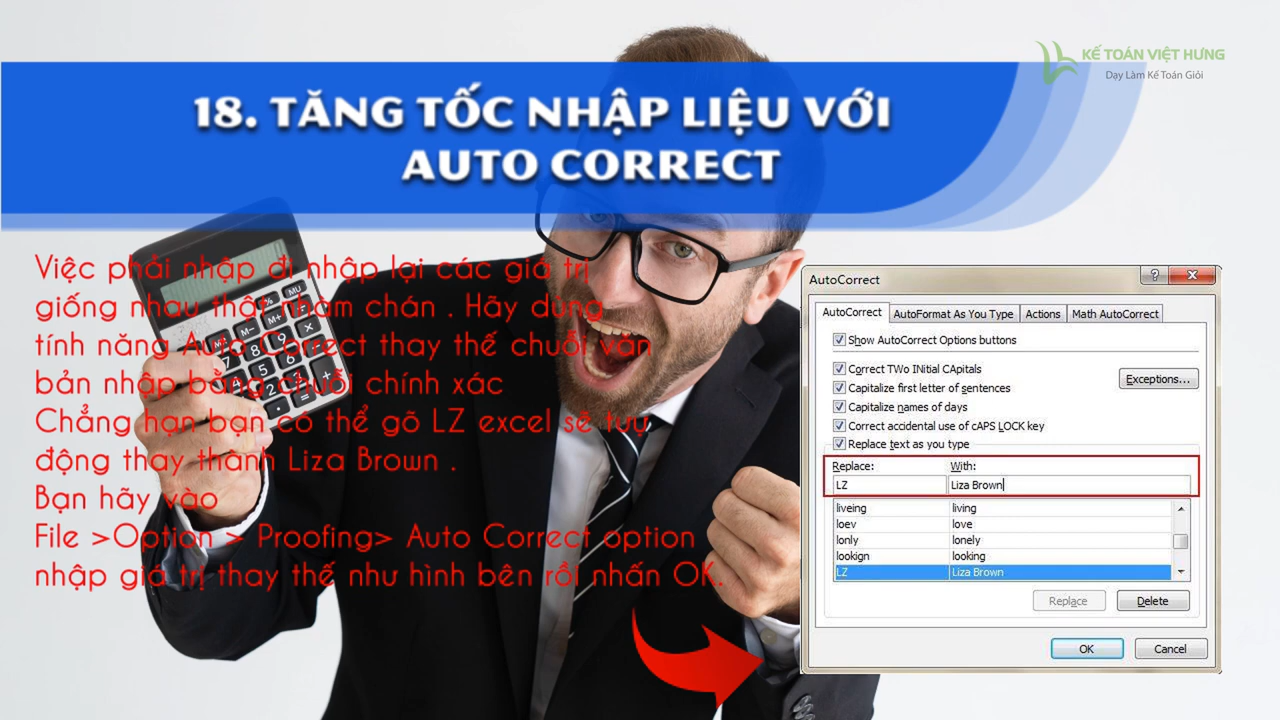 KẾ TOÁN VIỆT HƯNG
Dạy Làm Kế Toán Giỏi
18. TĂNG TỐC NHẬP LIỆU VỚI
AUTO CORRECT
Việc phải nhập đi nhập lại các giá trị
giống nhau thật nhàm chán . Hãy dùng
tính năng Auto Correct thay thế chuỗi văn
bản nhập bằng chuỗi chính xác
Chẳng hạn bạn có thể gõ LZ excel sẽ tuự
động thay thành Liza Brown .
Bạn hãy vào
File >Option > Proofing> Auto Correct option
nhập giá trị thay thế như hình bên rồi nhấn OK.
AutoCorrect
?
X
AutoCorrect
AutoFormat As You Type
Actions
Math AutoCorrect
Show AutoCorrect Options buttons
Correct TWo INitial CApitals
Exceptions...
Capitalize first letter of sentences
Capitalize names of days
Correct accidental use of cAPS LOCK key
Replace text as you type
Replace: With:
LZ Liza Brown
liveing living
loev love
lonly lonely
lookign looking
LZ Liza Brown
Replace Delete
OK Cancel